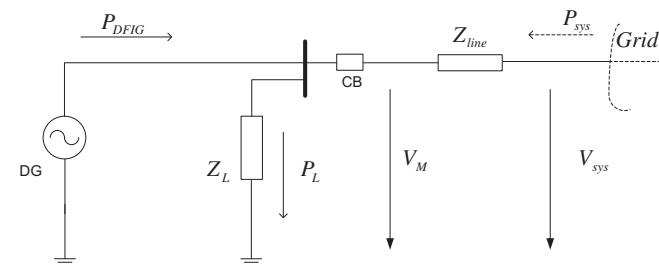 P_DFIG
P_sys
Z_line
Grid
CB
DG
Z_L
P_L
V_M
V_sys